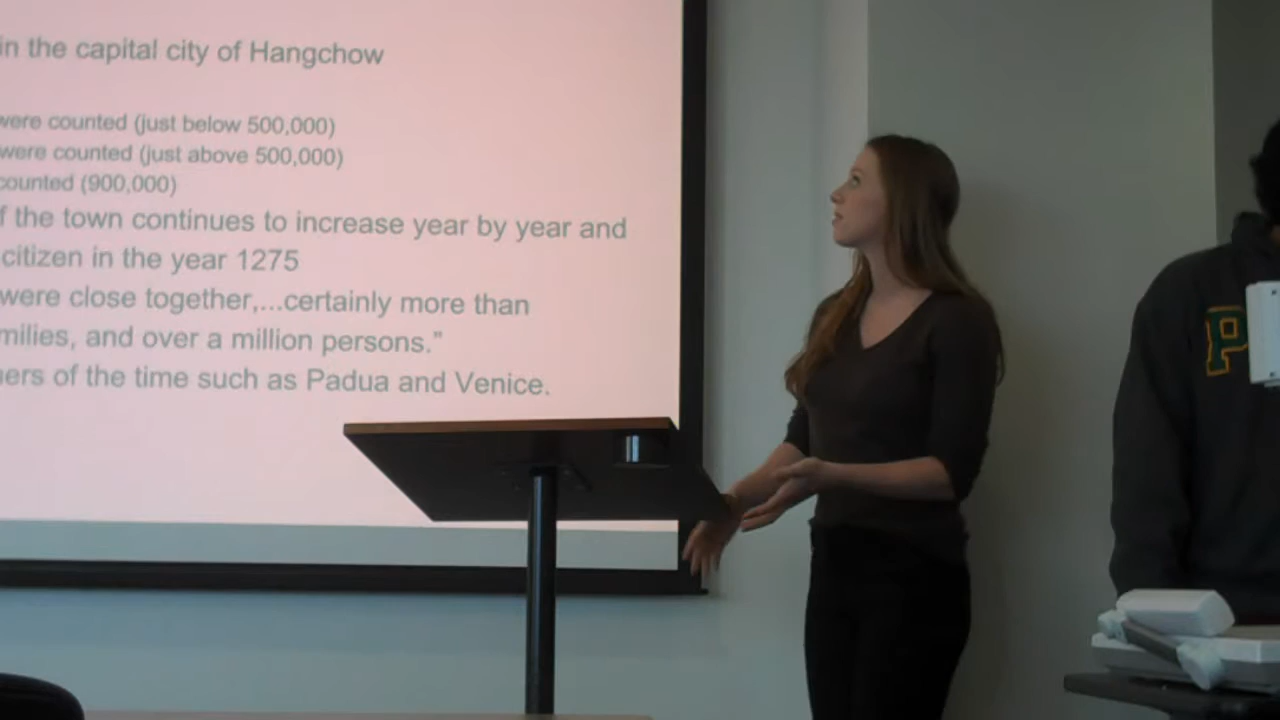 in the capital city of Hangchow
were counted (just below 500,000)
were counted (just above 500,000)
counted (900,000)
f the town continues to increase year by year and
citizen in the year 1275
were close together,...certainly more than
milies, and over a million persons."
ers of the time such as Padua and Venice.
P